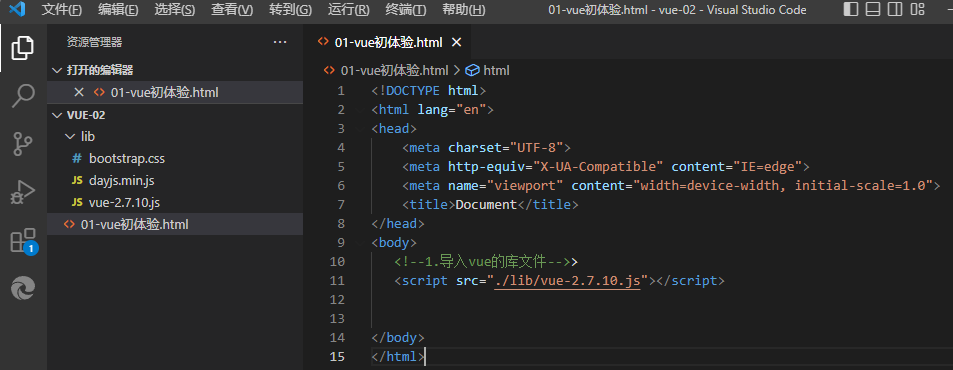 文件(F) 编辑(E) 选择(S) 查看(V) 转到(G) 运行(R) 终端(T) 帮助(H) 01-vue初体验.html - vue-02 - Visual Studio Code
资源管理器 ···
打开的编辑器
01-vue初体验.html
VUE-02
lib
# bootstrap.css
JS dayjs.min.js
JS vue-2.7.10.js
<> 01-vue初体验.html
1
<> 01-vue初体验.html ×
<> 01-vue初体验.html > html
1 <!DOCTYPE html>
2 <html lang="en">
3 <head>
4 <meta charset="UTF-8">
5 <meta http-equiv="X-UA-Compatible" content="IE=edge">
6 <meta name="viewport" content="width=device-width, initial-scale=1.0">
7 <title>Document</title>
8 </head>
9 <body>
10 <!--1.导入vue的库文件-->>
11 <script src="./lib/vue-2.7.10.js"></script>
12
13
14 </body>
15 </html>